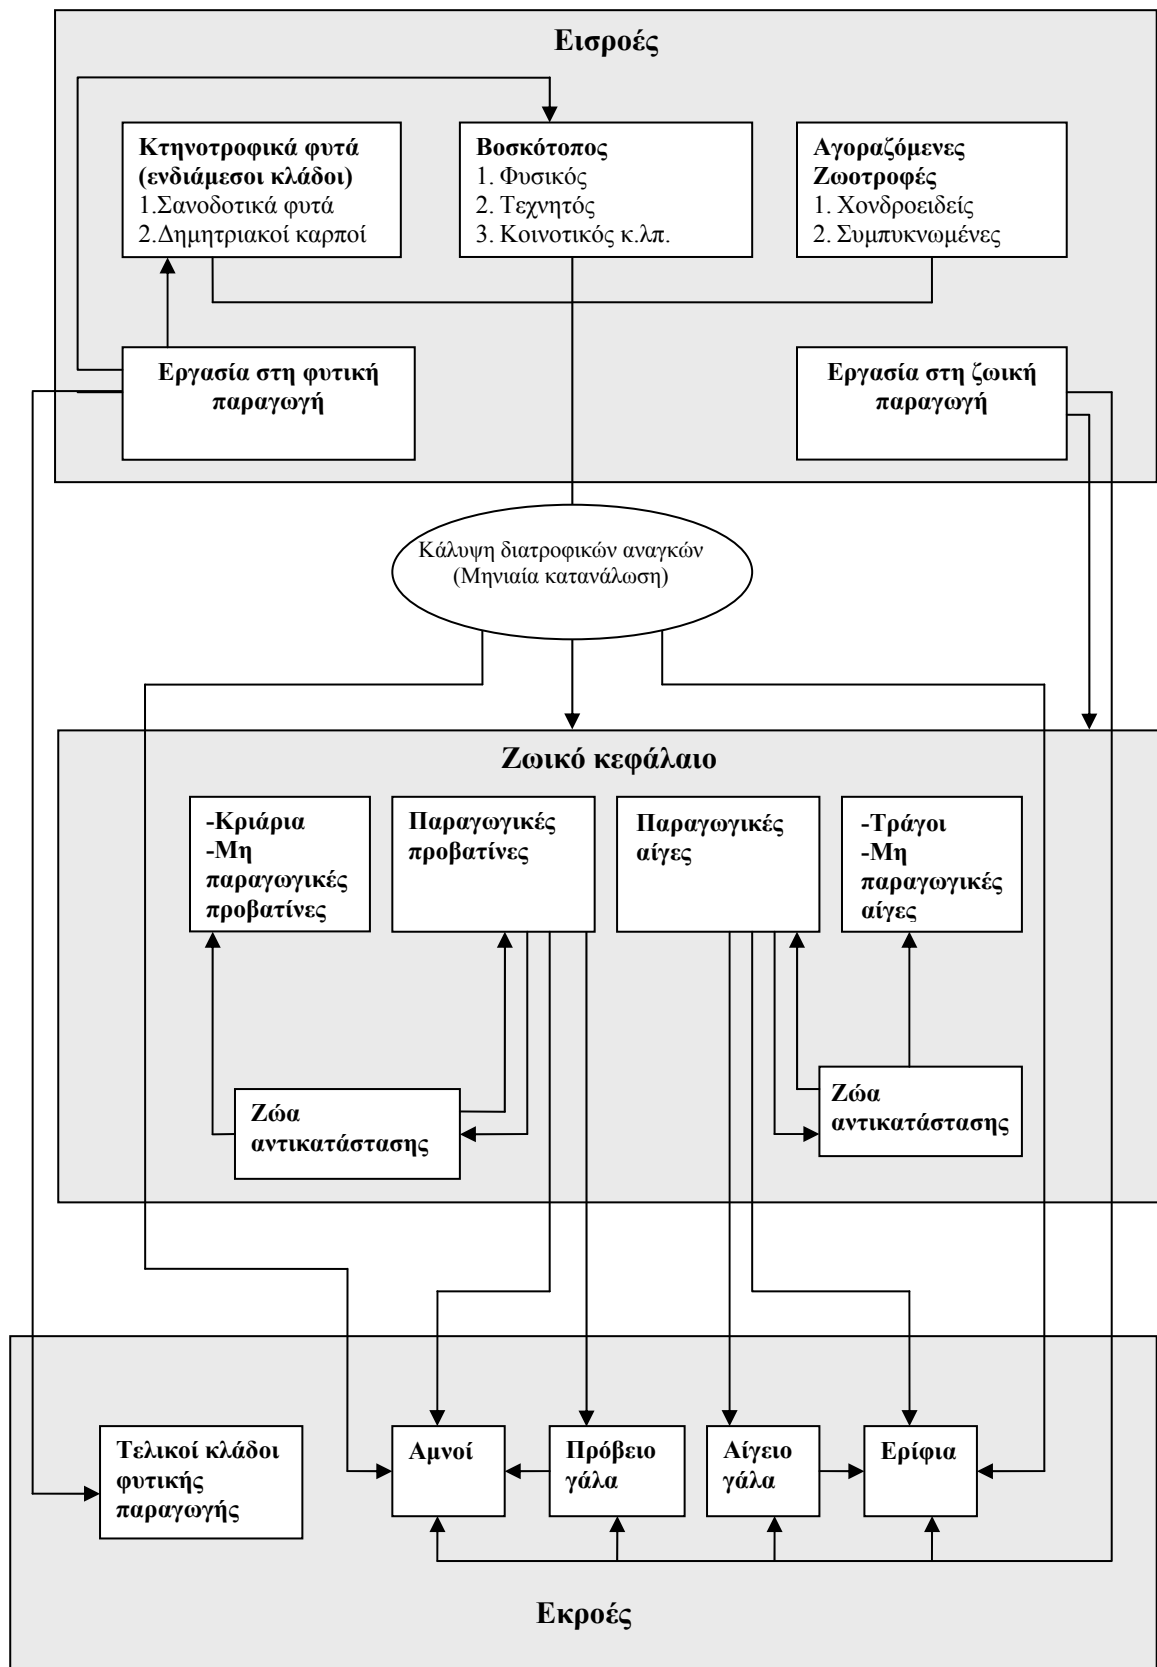 Εισροές
Κτηνοτροφικά φυτά
(ενδιάμεσοι κλάδοι)
1.Σανοδοτικά φυτά
2.Δημητριακοί καρποί
Βοσκότοπος
1. Φυσικός
2. Τεχνητός
3. Κοινοτικός κ.λπ.
Αγοραζόμενες
Ζωοτροφές
1. Χονδροειδείς
2. Συμπυκνωμένες
Εργασία στη φυτική
παραγωγή
Εργασία στη ζωική
παραγωγή
Κάλυψη διατροφικών αναγκών
(Μηνιαία κατανάλωση)
Ζωικό κεφάλαιο
-Κριάρια
-Μη
παραγωγικές
προβατίνες
Παραγωγικές
προβατίνες
Παραγωγικές
αίγες
-Τράγοι
-Μη
παραγωγικές
αίγες
Ζώα
αντικατάστασης
Ζώα
αντικατάστασης
Τελικοί κλάδοι
φυτικής
παραγωγής
Αμνοί
Πρόβειο
γάλα
Αίγειο
γάλα
Ερίφια
Εκροές